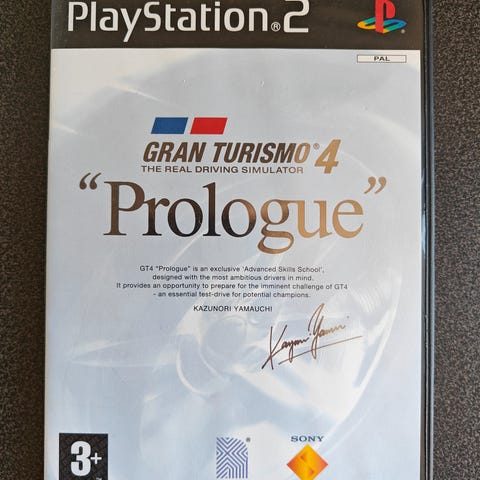 PlayStation®2
PAL
GRAN TURISMO® 4
THE REAL DRIVING SIMULATOR
“Prologue”
GT4 "Prologue" is an exclusive 'Advanced Skills School',
designed with the most ambitious drivers in mind.
It provides an opportunity to prepare for the imminent challenge of GT4
- an essential test-drive for potential champions.
KAZUNORI YAMAUCHI
3+
SONY